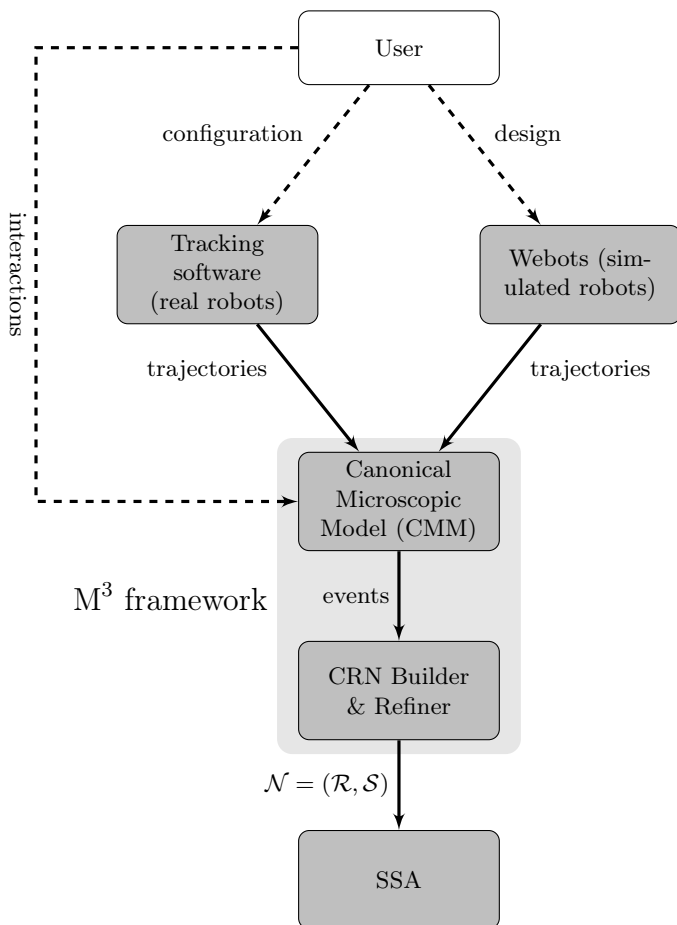 User
configuration
design
interactions
Tracking
software
(real robots)
Webots (sim-
ulated robots)
trajectories
trajectories
Canonical
Microscopic
Model (CMM)
M³ framework
events
CRN Builder
& Refiner
𝒩 = (ℛ, 𝒮)
SSA